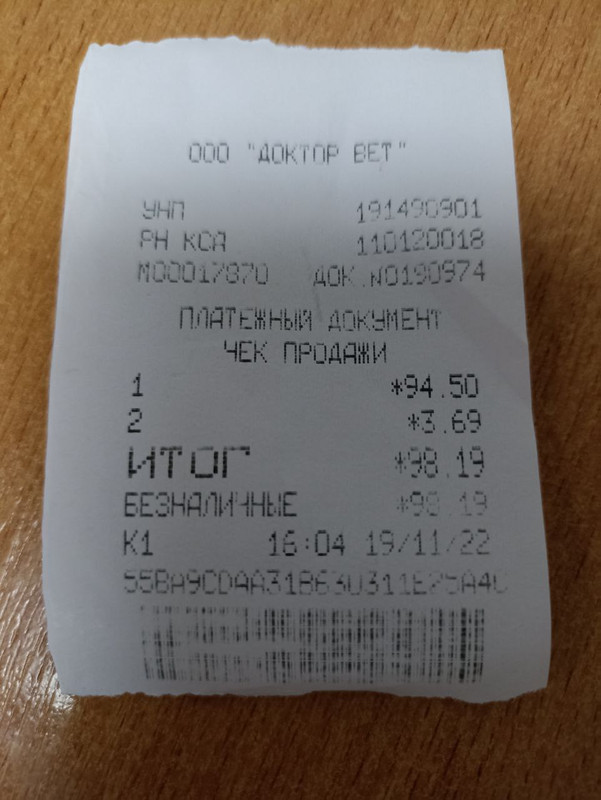 ООО "ДОКТОР ВЕТ"
УНП 191490901
РН КСА 110120018
М00017870 ДОК.N0190974
ПЛАТЕЖНЫЙ ДОКУМЕНТ
ЧЕК ПРОДАЖИ
1 *94.50
2 *3.69
ИТОГ *98.19
БЕЗНАЛИЧНЫЕ *98.19
К1 16:04 19/11/22